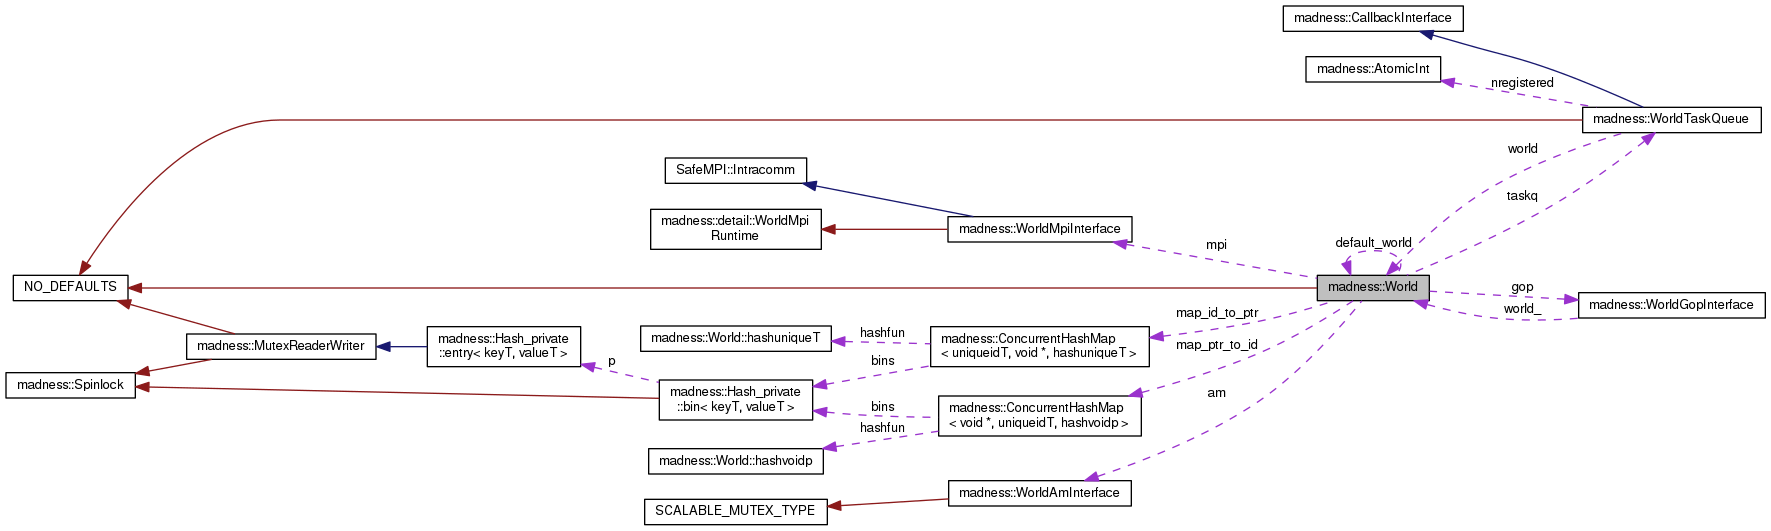 madness::CallbackInterface
madness::AtomicInt
nregistered
madness::WorldTaskQueue
world
SafeMPI::Intracomm
taskq
madness::detail::WorldMpi
Runtime
madness::WorldMpiInterface
mpi
default_world
NO_DEFAULTS
madness::World
gop
madness::WorldGopInterface
world_
map_id_to_ptr
madness::MutexReaderWriter
madness::Hash_private
::entry< keyT, valueT >
madness::World::hashuniqueT
hashfun
madness::ConcurrentHashMap
< uniqueidT, void *, hashuniqueT >
map_ptr_to_id
p
bins
madness::Spinlock
madness::Hash_private
::bin< keyT, valueT >
am
bins
madness::ConcurrentHashMap
< void *, uniqueidT, hashvoidp >
hashfun
madness::World::hashvoidp
madness::WorldAmInterface
SCALABLE_MUTEX_TYPE